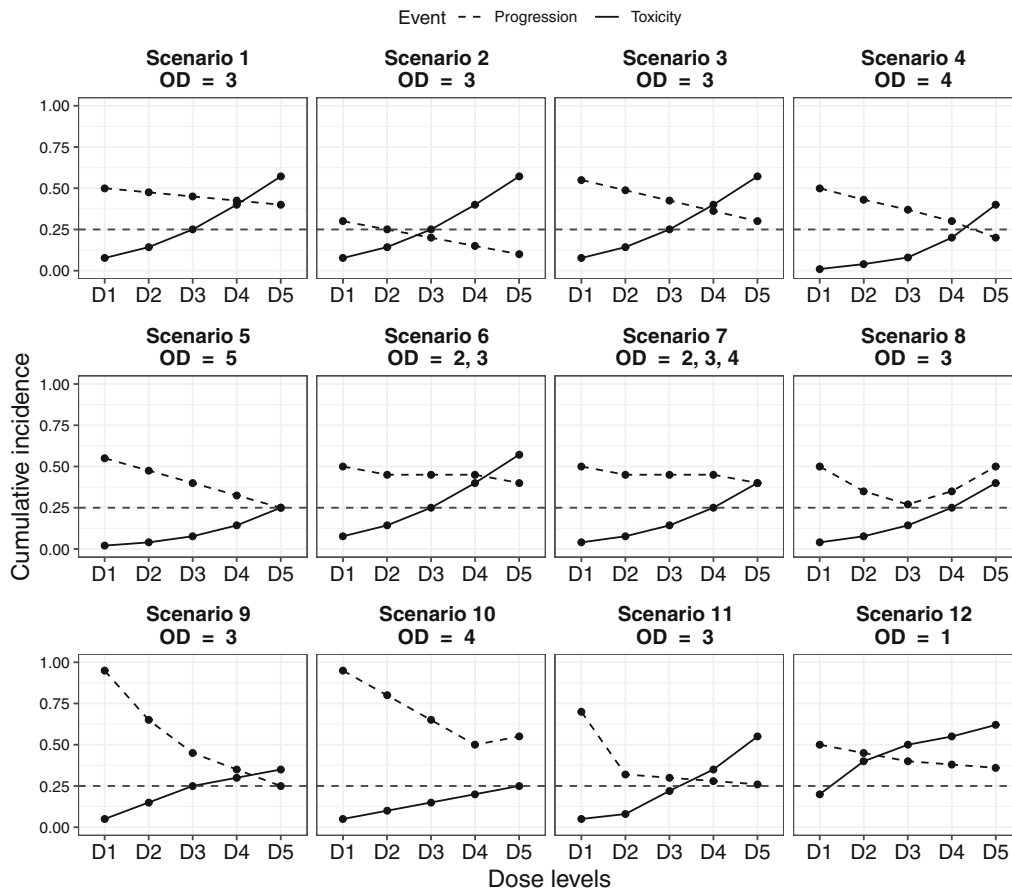 Event Progression Toxicity
Scenario 1 Scenario 2 Scenario 3 Scenario 4
OD = 3 OD = 3 OD = 3 OD = 4
1.00
0.75
0.50
0.25
0.00
D1 D2 D3 D4 D5 D1 D2 D3 D4 D5 D1 D2 D3 D4 D5 D1 D2 D3 D4 D5
Scenario 5 Scenario 6 Scenario 7 Scenario 8
OD = 5 OD = 2, 3 OD = 2, 3, 4 OD = 3
Cumulative incidence
1.00
0.75
0.50
0.25
0.00
D1 D2 D3 D4 D5 D1 D2 D3 D4 D5 D1 D2 D3 D4 D5 D1 D2 D3 D4 D5
Scenario 9 Scenario 10 Scenario 11 Scenario 12
OD = 3 OD = 4 OD = 3 OD = 1
1.00
0.75
0.50
0.25
0.00
D1 D2 D3 D4 D5 D1 D2 D3 D4 D5 D1 D2 D3 D4 D5 D1 D2 D3 D4 D5
Dose levels